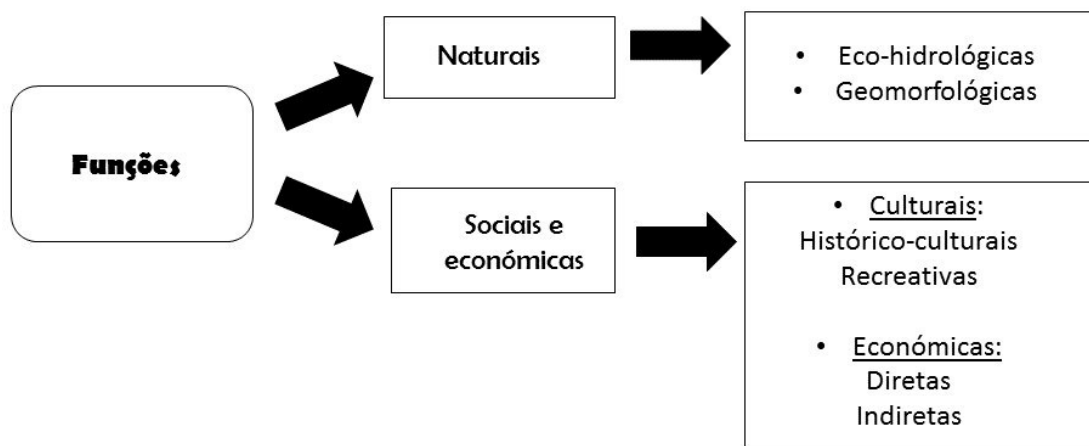 Funções
Naturais
• Eco-hidrológicas
• Geomorfológicas
Sociais e
económicas
• Culturais:
Histórico-culturais
Recreativas
• Económicas:
Diretas
Indiretas